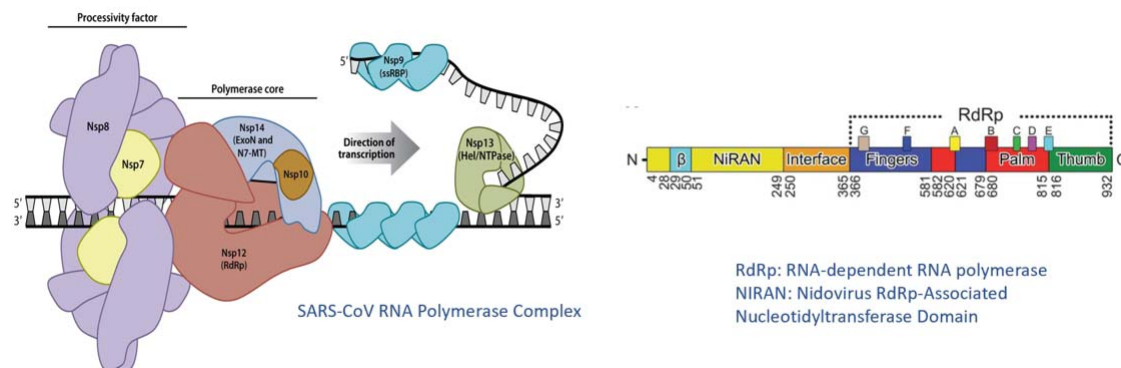 Processivity factor
Nsp8
Nsp7
5'
3'
Polymerase core
Nsp14
(ExoN and
N7-MT)
Nsp10
Nsp12
(RdRp)
5'
Nsp9
(ssRBP)
Direction of
transcription
Nsp13
(Hel/NTPase)
3'
5'
SARS-CoV RNA Polymerase Complex
RdRp
G F A B C D E
N - β NiRAN Interface Fingers Palm Thumb C
4 28 29 50 51 249 250 365 366 581 582 620 621 679 680 815 816 932
RdRp: RNA-dependent RNA polymerase
NIRAN: Nidovirus RdRp-Associated
Nucleotidyltransferase Domain